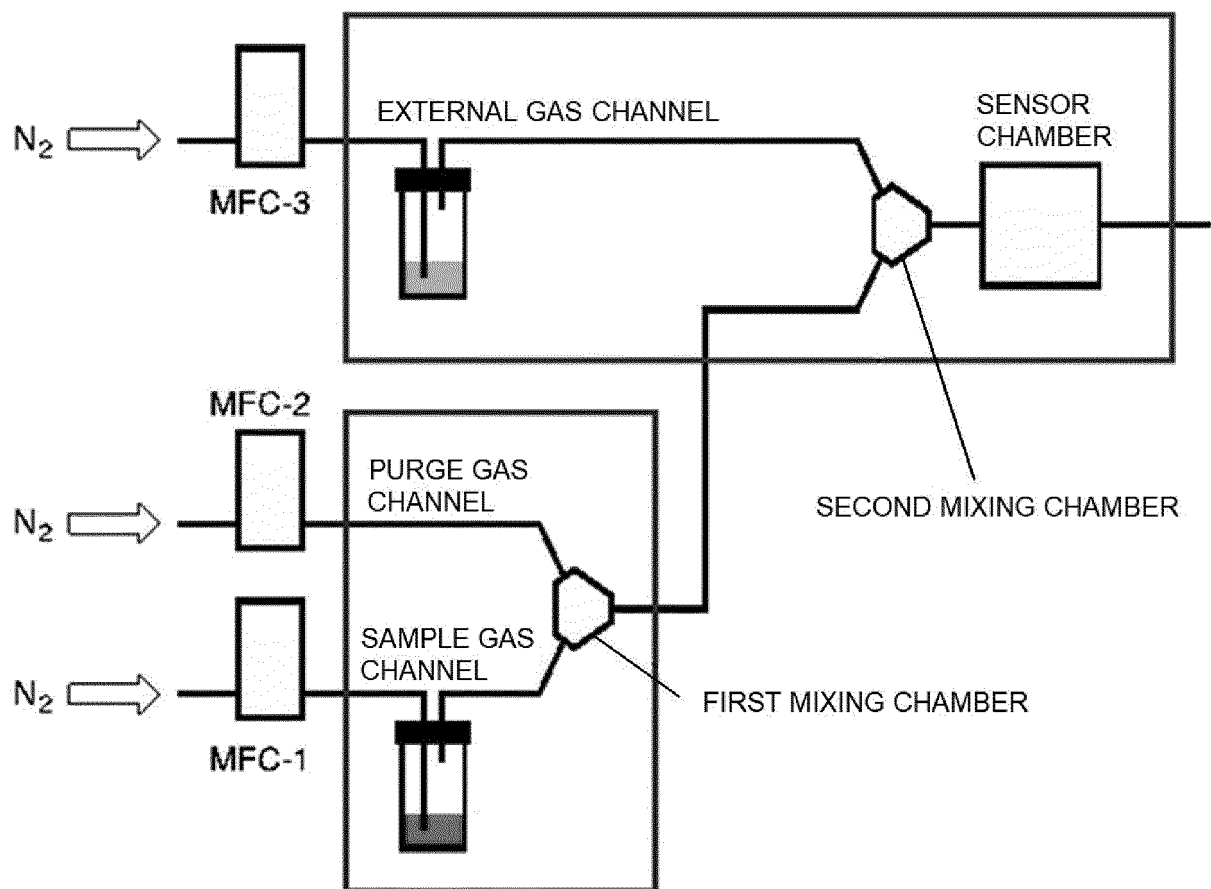 EXTERNAL GAS CHANNEL
SENSOR
CHAMBER
N₂
MFC-3
MFC-2
PURGE GAS
CHANNEL
N₂
SECOND MIXING CHAMBER
SAMPLE GAS
CHANNEL
N₂
FIRST MIXING CHAMBER
MFC-1